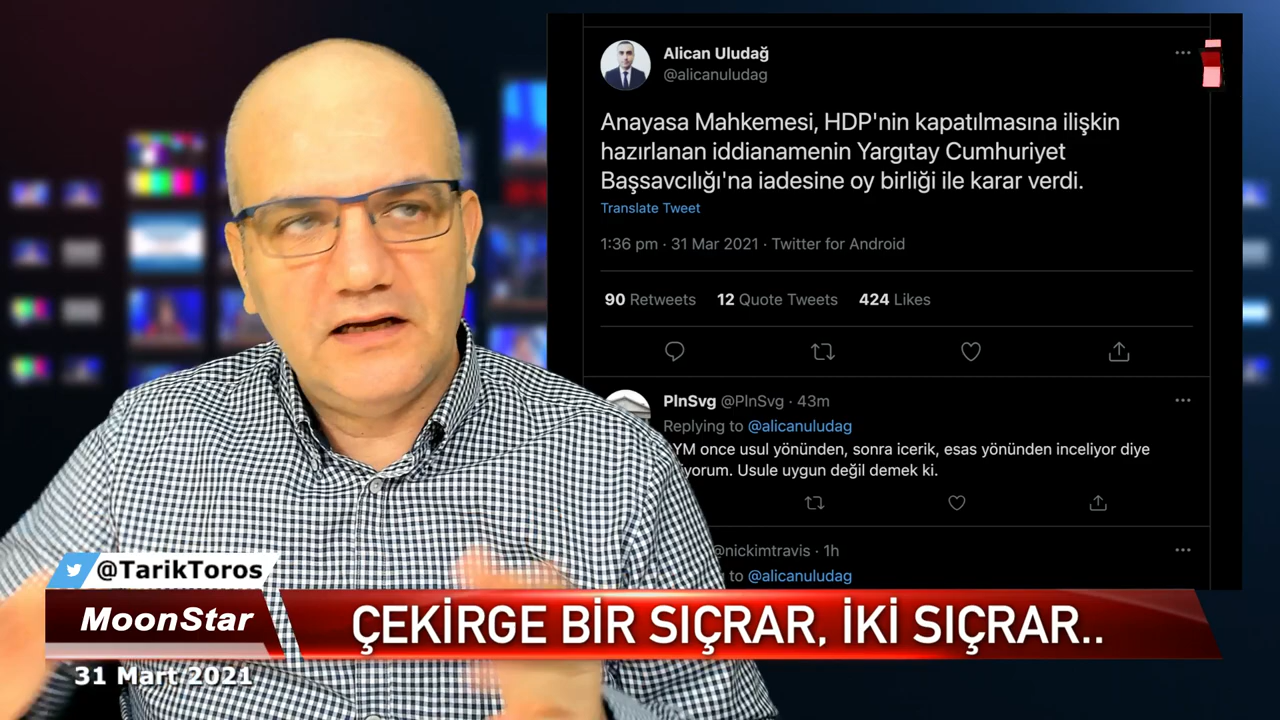 Alican Uludağ
@alicanuludag
Anayasa Mahkemesi, HDP'nin kapatılmasına ilişkin
hazırlanan iddianamenin Yargıtay Cumhuriyet
Başsavcılığı'na iadesine oy birliği ile karar verdi.
Translate Tweet
1:36 pm · 31 Mar 2021 · Twitter for Android
90 Retweets 12 Quote Tweets 424 Likes
PlnSvg @PlnSvg · 43m
Replying to @alicanuludag
YM once usul yönünden, sonra icerik, esas yönünden inceliyor diye
iyorum. Usule uygun değil demek ki.
@nickimtravis · 1h
to @alicanuludag
@TarikToros
MoonStar
ÇEKİRGE BİR SIÇRAR, İKİ SIÇRAR..
31 Mart 2021